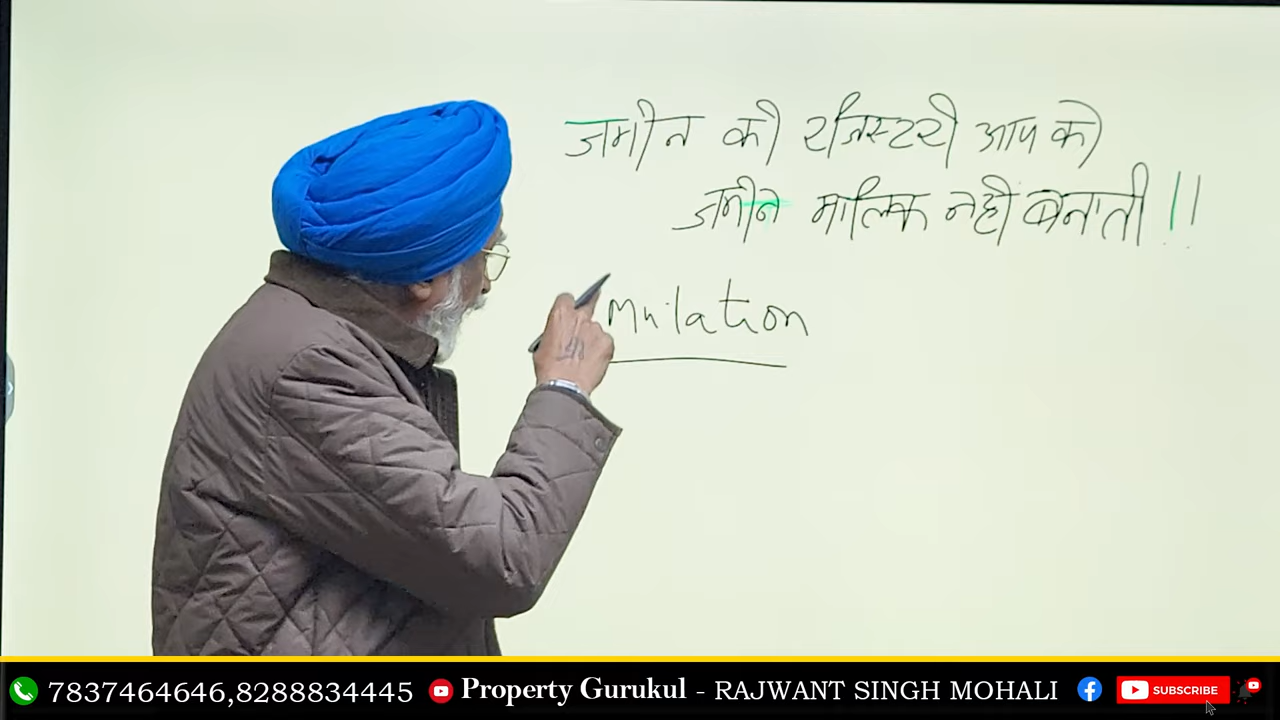 जमीन की रजिस्टरी आप को
जमीन मालिक नही बनाती !!
Mutation
7837464646,8288834445 Property Gurukul - RAJWANT SINGH MOHALI SUBSCRIBE